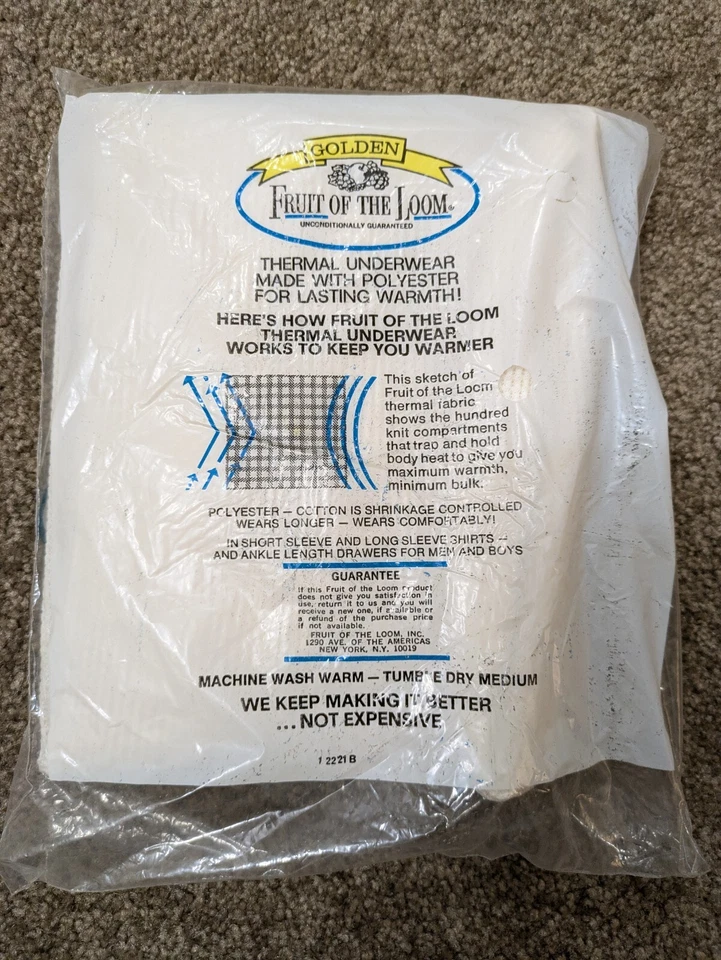 GOLDEN
FRUIT OF THE LOOM®
UNCONDITIONALLY GUARANTEED
THERMAL UNDERWEAR
MADE WITH POLYESTER
FOR LASTING WARMTH!
HERE'S HOW FRUIT OF THE LOOM
THERMAL UNDERWEAR
WORKS TO KEEP YOU WARMER
This sketch of
Fruit of the Loom
thermal fabric
shows the hundred
knit compartments
that trap and hold
body heat to give you
maximum warmth,
minimum bulk.
POLYESTER — COTTON IS SHRINKAGE CONTROLLED
WEARS LONGER — WEARS COMFORTABLY!
IN SHORT SLEEVE AND LONG SLEEVE SHIRTS —
AND ANKLE LENGTH DRAWERS FOR MEN AND BOYS
GUARANTEE
If this Fruit of the Loom product
does not give you satisfaction in
use, return it to us and you will
receive a new one, if available or
a refund of the purchase price
if not available.
FRUIT OF THE LOOM, INC.
1290 AVE. OF THE AMERICAS
NEW YORK, N.Y. 10019
MACHINE WASH WARM — TUMBLE DRY MEDIUM
WE KEEP MAKING IT BETTER
... NOT EXPENSIVE
1 2221 B